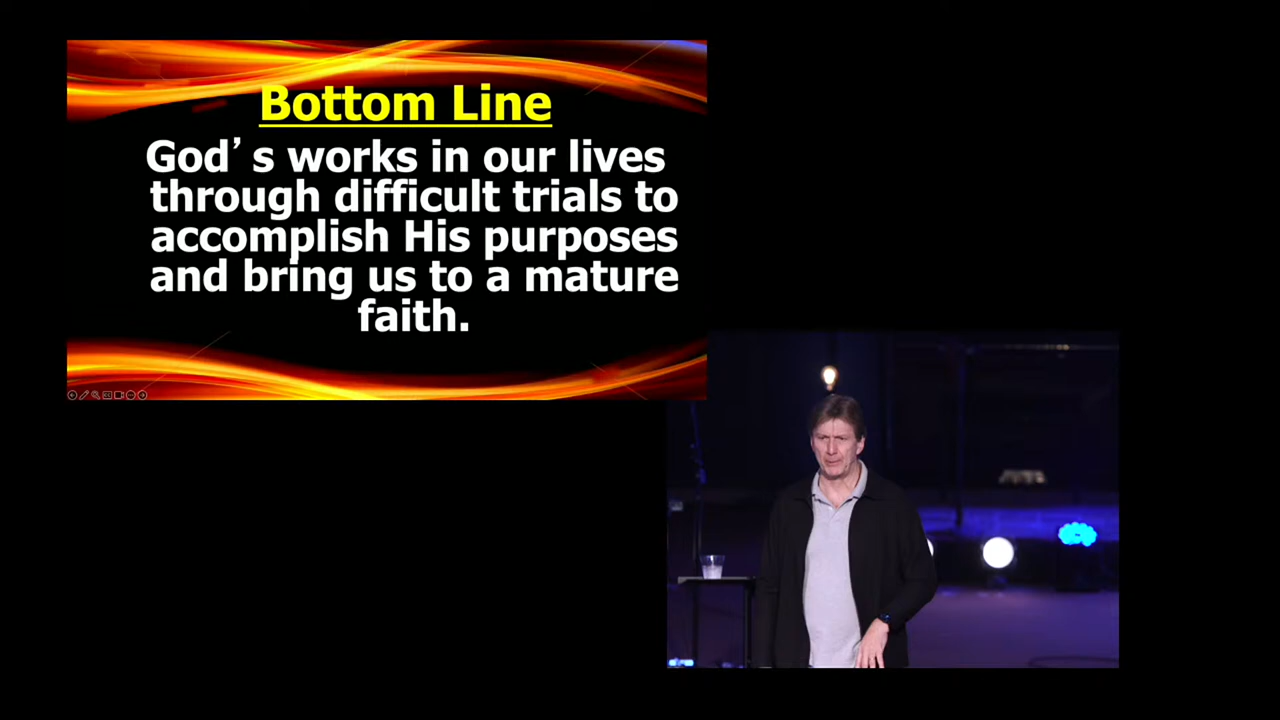 Bottom Line
God's works in our lives
through difficult trials to
accomplish His purposes
and bring us to a mature
faith.